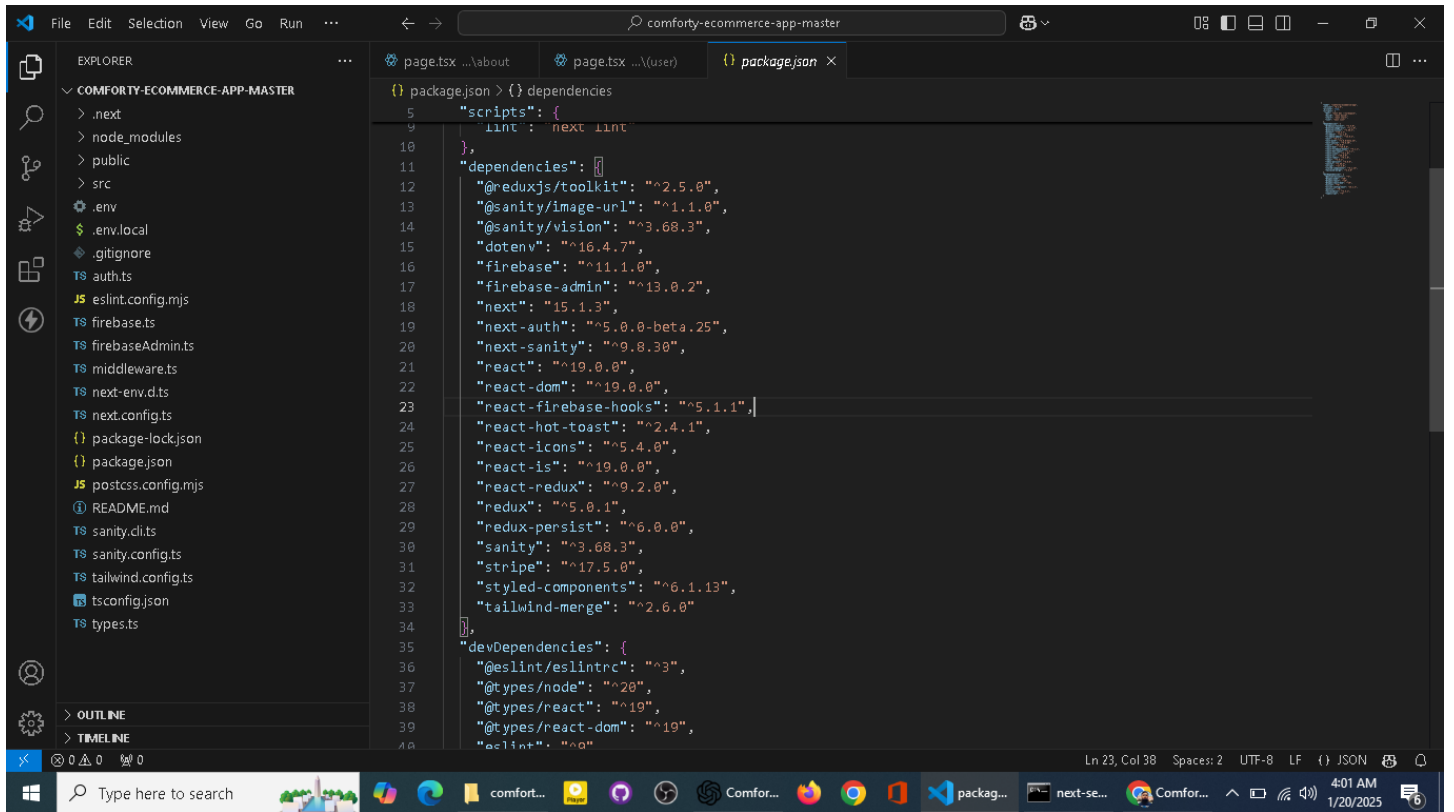 File Edit Selection View Go Run ···
comforty-ecommerce-app-master
EXPLORER ···
COMFORTY-ECOMMERCE-APP-MASTER
> .next
> node_modules
> public
> src
.env
$ .env.local
.gitignore
TS auth.ts
JS eslint.config.mjs
TS firebase.ts
TS firebaseAdmin.ts
TS middleware.ts
TS next-env.d.ts
TS next.config.ts
{} package-lock.json
{} package.json
JS postcss.config.mjs
README.md
TS sanity.cli.ts
TS sanity.config.ts
TS tailwind.config.ts
tsconfig.json
TS types.ts
> OUTLINE
> TIMELINE
page.tsx ...\about page.tsx ...\(user) {} package.json
{} package.json > {} dependencies
5 "scripts": {
9 "lint": "next lint"
10 },
11 "dependencies": {
12 "@reduxjs/toolkit": "^2.5.0",
13 "@sanity/image-url": "^1.1.0",
14 "@sanity/vision": "^3.68.3",
15 "dotenv": "^16.4.7",
16 "firebase": "^11.1.0",
17 "firebase-admin": "^13.0.2",
18 "next": "15.1.3",
19 "next-auth": "^5.0.0-beta.25",
20 "next-sanity": "^9.8.30",
21 "react": "^19.0.0",
22 "react-dom": "^19.0.0",
23 "react-firebase-hooks": "^5.1.1",
24 "react-hot-toast": "^2.4.1",
25 "react-icons": "^5.4.0",
26 "react-is": "^19.0.0",
27 "react-redux": "^9.2.0",
28 "redux": "^5.0.1",
29 "redux-persist": "^6.0.0",
30 "sanity": "^3.68.3",
31 "stripe": "^17.5.0",
32 "styled-components": "^6.1.13",
33 "tailwind-merge": "^2.6.0"
34 },
35 "devDependencies": {
36 "@eslint/eslintrc": "^3",
37 "@types/node": "^20",
38 "@types/react": "^19",
39 "@types/react-dom": "^19",
40 "eslint": "^9"
0 0 0 Ln 23, Col 38 Spaces: 2 UTF-8 LF {} JSON
Type here to search comfort... Comfor... packag... next-se... Comfor... 4:01 AM
1/20/2025 6